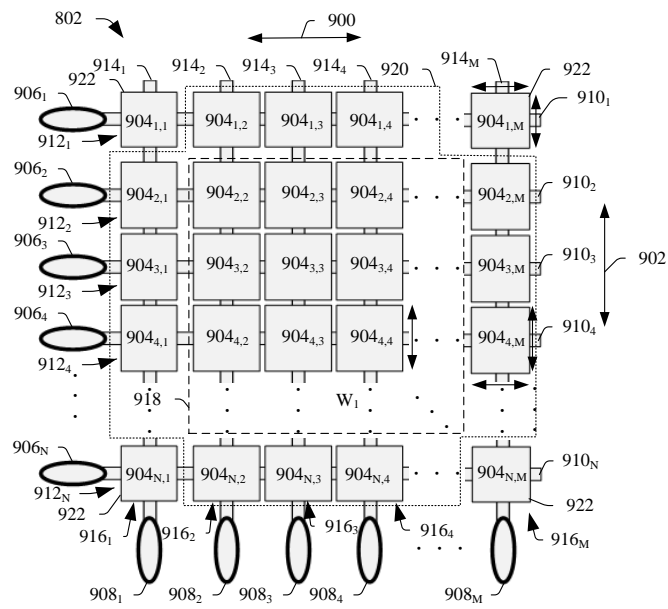 802
900
914₁ 914₂ 914₃ 914₄ 920 914M
922 922
906₁ 904₁,₁ 904₁,₂ 904₁,₃ 904₁,₄ . . . 904₁,M 910₁
912₁
906₂ 904₂,₁ 904₂,₂ 904₂,₃ 904₂,₄ . . . 904₂,M 910₂
912₂
906₃ 904₃,₁ 904₃,₂ 904₃,₃ 904₃,₄ . . . 904₃,M 910₃ 902
912₃
906₄ 904₄,₁ 904₄,₂ 904₄,₃ 904₄,₄ 904₄,M 910₄
912₄
918 W₁
906N 904N,₁ 904N,₂ 904N,₃ 904N,₄ . . . 904N,M 910N
912N
922 922
916₁ 916₂ 916₃ 916₄ 916M
. . . .
908₁ 908₂ 908₃ 908₄ 908M